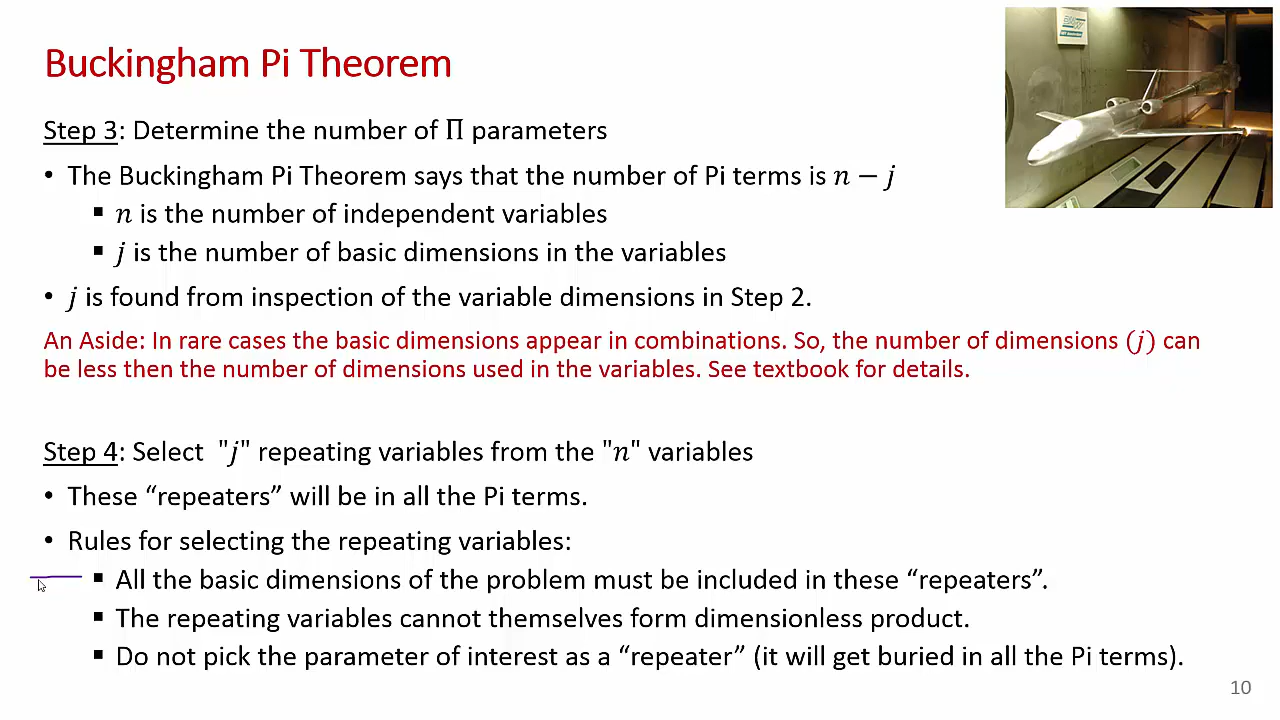 Buckingham Pi Theorem
Step 3: Determine the number of Π parameters
• The Buckingham Pi Theorem says that the number of Pi terms is n − j
▪ n is the number of independent variables
▪ j is the number of basic dimensions in the variables
• j is found from inspection of the variable dimensions in Step 2.
An Aside: In rare cases the basic dimensions appear in combinations. So, the number of dimensions (j) can
be less then the number of dimensions used in the variables. See textbook for details.
Step 4: Select "j" repeating variables from the "n" variables
• These “repeaters” will be in all the Pi terms.
• Rules for selecting the repeating variables:
▪ All the basic dimensions of the problem must be included in these “repeaters”.
▪ The repeating variables cannot themselves form dimensionless product.
▪ Do not pick the parameter of interest as a “repeater” (it will get buried in all the Pi terms).
10